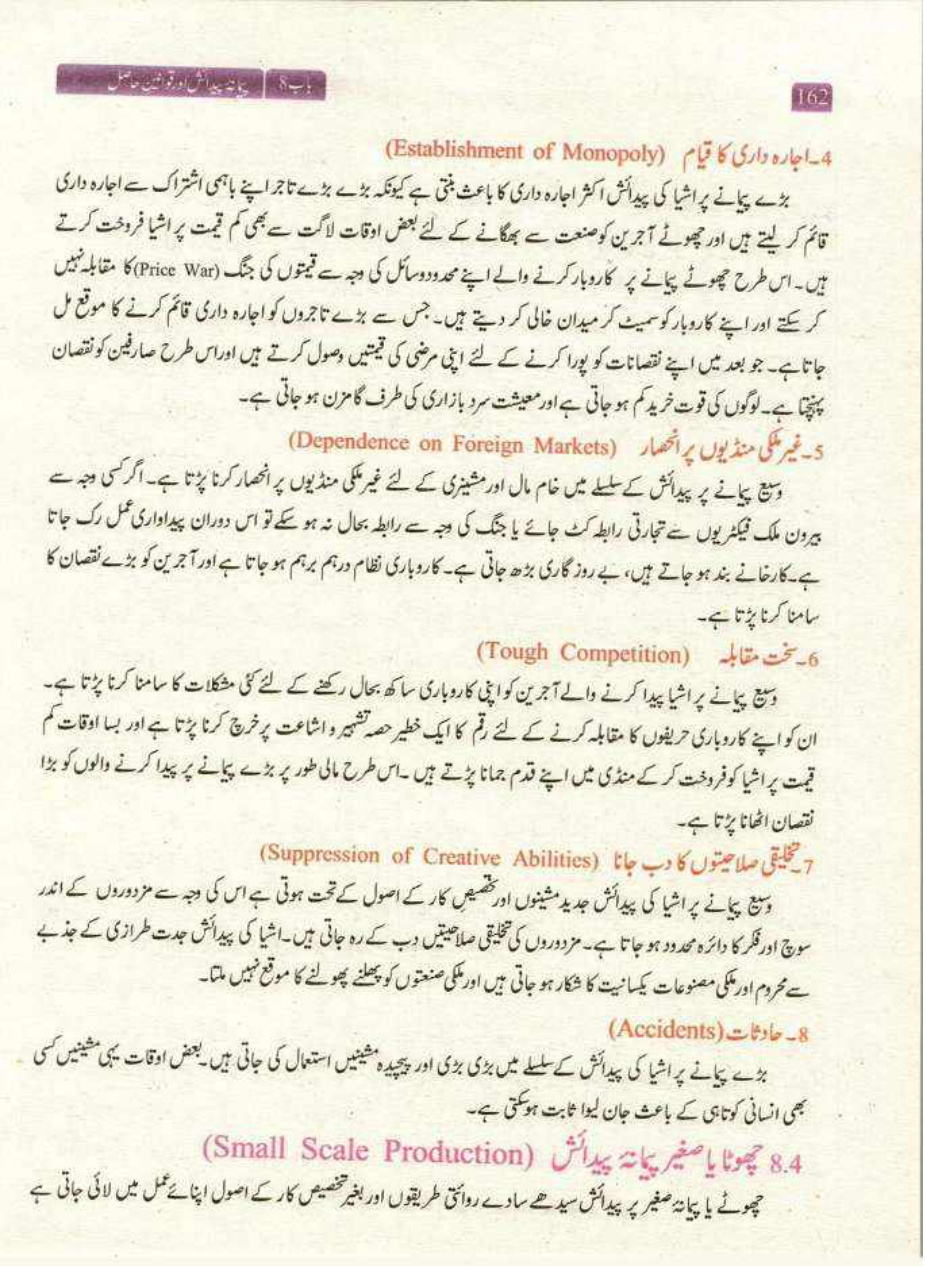 باب 8 پیمانۂ پیدائش اور قوانین حاصل
162
4۔اجارہ داری کا قیام (Establishment of Monopoly)
بڑے پیمانے پر اشیا کی پیدائش اکثر اجارہ داری کا باعث بنتی ہے کیونکہ بڑے بڑے تاجر اپنے باہمی اشتراک سے اجارہ داری
قائم کر لیتے ہیں اور چھوٹے آجرین کو صنعت سے بھگانے کے لئے بعض اوقات لاگت سے بھی کم قیمت پر اشیا فروخت کرتے
ہیں۔ اس طرح چھوٹے پیمانے پر کاروبار کرنے والے اپنے محدود وسائل کی وجہ سے قیمتوں کی جنگ (Price War) کا مقابلہ نہیں
کر سکتے اور اپنے کاروبار کو سمیٹ کر میدان خالی کر دیتے ہیں۔ جس سے بڑے تاجروں کو اجارہ داری قائم کرنے کا موقع مل
جاتا ہے۔ جو بعد میں اپنے نقصانات کو پورا کرنے کے لئے اپنی مرضی کی قیمتیں وصول کرتے ہیں اور اس طرح صارفین کو نقصان
پہنچتا ہے۔ لوگوں کی قوت خرید کم ہو جاتی ہے اور معیشت سرد بازاری کی طرف گامزن ہو جاتی ہے۔
5۔غیر ملکی منڈیوں پر انحصار (Dependence on Foreign Markets)
وسیع پیمانے پر پیدائش کے سلسلے میں خام مال اور مشینری کے لئے غیر ملکی منڈیوں پر انحصار کرنا پڑتا ہے۔ اگر کسی وجہ سے
بیرون ملک فیکٹریوں سے تجارتی رابطہ کٹ جائے یا جنگ کی وجہ سے رابطہ بحال نہ ہو سکے تو اس دوران پیداواری عمل رک جاتا
ہے۔ کارخانے بند ہو جاتے ہیں، بے روزگاری بڑھ جاتی ہے۔ کاروباری نظام درہم برہم ہو جاتا ہے اور آجرین کو بڑے نقصان کا
سامنا کرنا پڑتا ہے۔
6۔سخت مقابلہ (Tough Competition)
وسیع پیمانے پر اشیا پیدا کرنے والے آجرین کو اپنی کاروباری ساکھ بحال رکھنے کے لئے کئی مشکلات کا سامنا کرنا پڑتا ہے۔
ان کو اپنے کاروباری حریفوں کا مقابلہ کرنے کے لئے رقم کا ایک خطیر حصہ تشہیر و اشاعت پر خرچ کرنا پڑتا ہے اور بسا اوقات کم
قیمت پر اشیا کو فروخت کر کے منڈی میں اپنے قدم جمانا پڑتے ہیں ۔اس طرح مالی طور پر بڑے پیمانے پر پیدا کرنے والوں کو بڑا
نقصان اٹھانا پڑتا ہے۔
7۔تخلیقی صلاحیتوں کا دب جانا (Suppression of Creative Abilities)
وسیع پیمانے پر اشیا کی پیدائش جدید مشینوں اور تخصیصِ کار کے اصول کے تحت ہوتی ہے اس کی وجہ سے مزدوروں کے اندر
سوچ اور فکر کا دائرہ محدود ہو جاتا ہے۔ مزدوروں کی تخلیقی صلاحیتیں دب کے رہ جاتی ہیں۔ اشیا کی پیدائش جدت طرازی کے جذبے
سے محروم اور ملکی مصنوعات یکسانیت کا شکار ہو جاتی ہیں اور ملکی صنعتوں کو پھلنے پھولنے کا موقع نہیں ملتا۔
8۔ حادثات (Accidents)
بڑے پیمانے پر اشیا کی پیدائش کے سلسلے میں بڑی بڑی اور پیچیدہ مشینیں استعمال کی جاتی ہیں۔ بعض اوقات یہی مشینیں کسی
بھی انسانی کوتاہی کے باعث جان لیوا ثابت ہوسکتی ہے۔
8.4 چھوٹا یا صغیر پیمانۂ پیدائش (Small Scale Production)
چھوٹے یا پیمانۂ صغیر پر پیدائش سیدھے سادے روائتی طریقوں اور بغیر تخصیص کار کے اصول اپنائے عمل میں لائی جاتی ہے